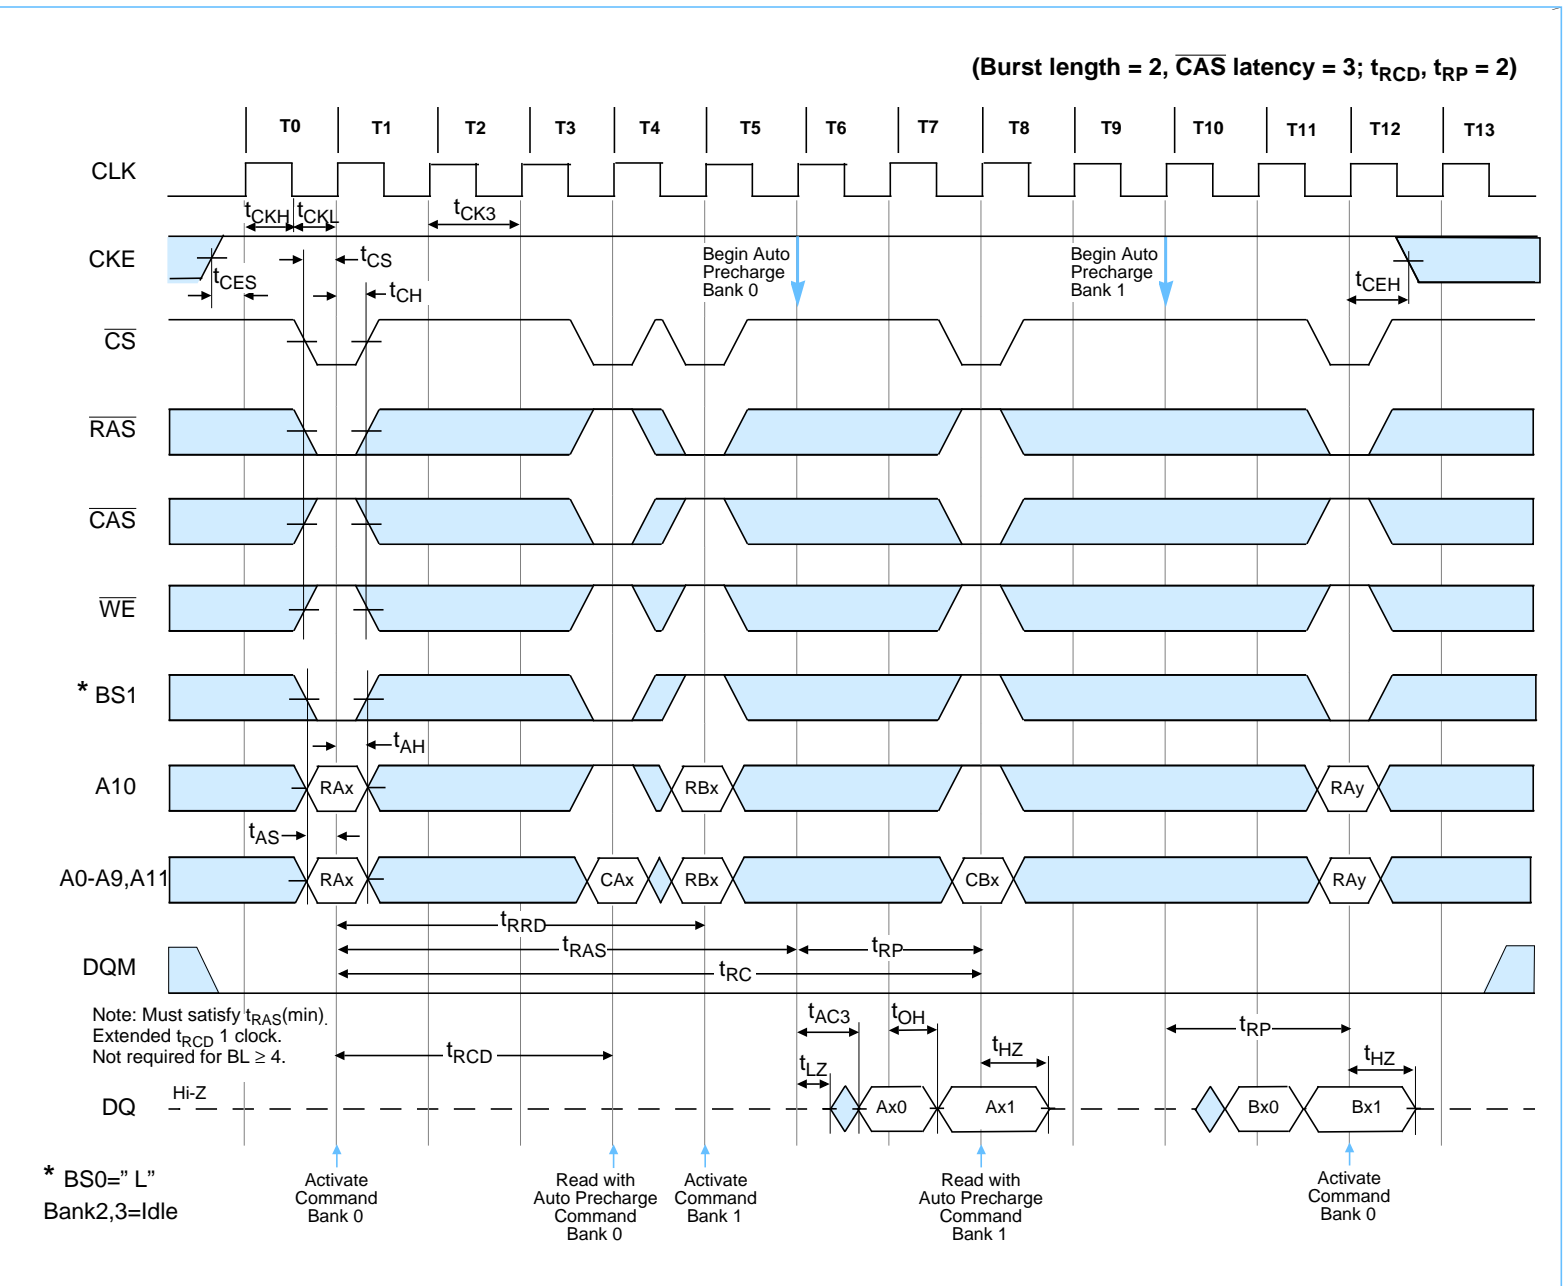 (Burst length = 2, CAS latency = 3; tRCD, tRP = 2)
T0 T1 T2 T3 T4 T5 T6 T7 T8 T9 T10 T11 T12 T13
CLK
tCKH tCKL tCK3
CKE
tCES
tCS
tCH
Begin Auto
Precharge
Bank 0
Begin Auto
Precharge
Bank 1
tCEH
CS
RAS
CAS
WE
* BS1
tAH
A10
RAx RBx RAy
tAS
A0-A9,A11
RAx CAx RBx CBx RAy
tRRD
tRAS tRP
DQM
tRC
Note: Must satisfy tRAS(min).
Extended tRCD 1 clock.
Not required for BL ≥ 4.
tRCD
tAC3
tOH
tLZ
tHZ
tRP
tHZ
Hi-Z
DQ
Ax0 Ax1 Bx0 Bx1
* BS0=” L”
Bank2,3=Idle
Activate
Command
Bank 0
Read with
Auto Precharge
Command
Bank 0
Activate
Command
Bank 1
Read with
Auto Precharge
Command
Bank 1
Activate
Command
Bank 0